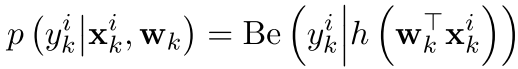 p(y_k^i|𝐱_k^i, 𝐰_k) = Be(y_k^i|h(𝐰_k^⊤𝐱_k^i))